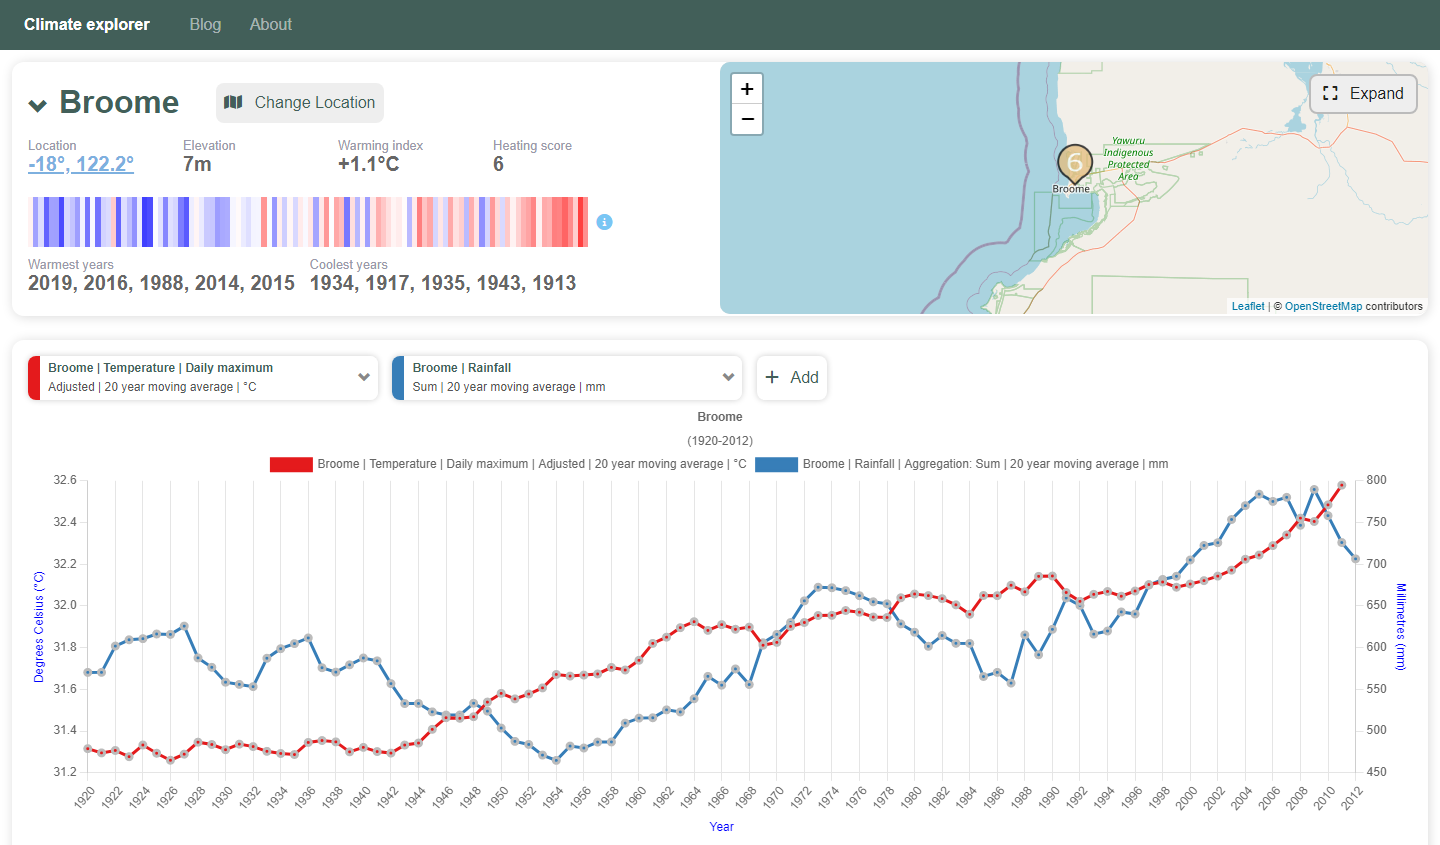 Climate explorer Blog About
Broome
Change Location
Location Elevation Warming index Heating score
-18°, 122.2° 7m +1.1°C 6
Warmest years Coolest years
2019, 2016, 1988, 2014, 2015 1934, 1917, 1935, 1943, 1913
+
−
Expand
Yawuru
Indigenous
Protected
Area
6
Broome
Leaflet | © OpenStreetMap contributors
Broome | Temperature | Daily maximum
Adjusted | 20 year moving average | °C
Broome | Rainfall
Sum | 20 year moving average | mm
+ Add
Broome
(1920-2012)
Broome | Temperature | Daily maximum | Adjusted | 20 year moving average | °C
Broome | Rainfall | Aggregation: Sum | 20 year moving average | mm
Degrees Celsius (°C)
32.6
32.4
32.2
32.0
31.8
31.6
31.4
31.2
800
750
700
650
600
550
500
450
Millimetres (mm)
1920 1922 1924 1926 1928 1930 1932 1934 1936 1938 1940 1942 1944 1946 1948 1950 1952 1954 1956 1958 1960 1962 1964 1966 1968 1970 1972 1974 1976 1978 1980 1982 1984 1986 1988 1990 1992 1994 1996 1998 2000 2002 2004 2006 2008 2010 2012
Year